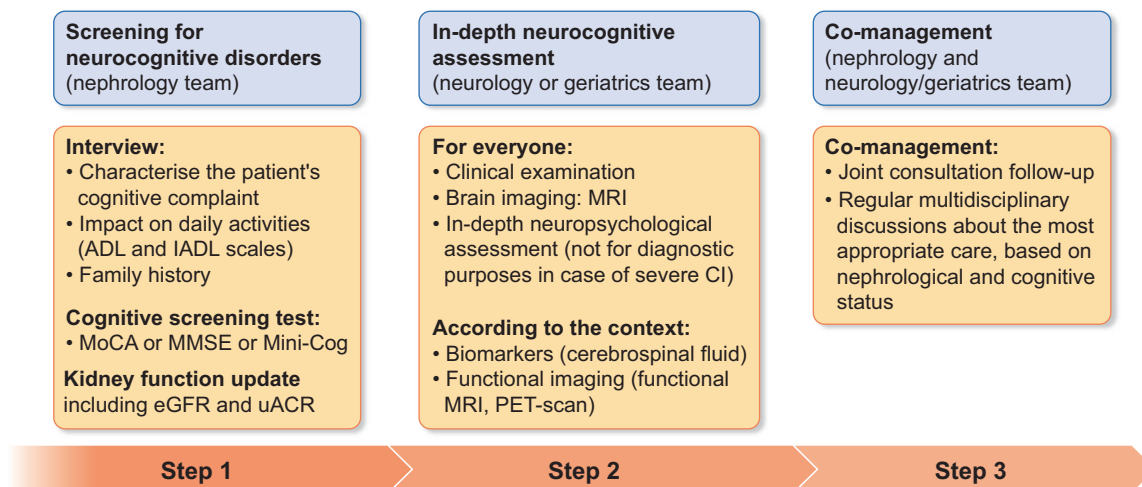 Screening for
neurocognitive disorders
(nephrology team)
Interview:
• Characterise the patient's
cognitive complaint
• Impact on daily activities
(ADL and IADL scales)
• Family history
Cognitive screening test:
• MoCA or MMSE or Mini-Cog
Kidney function update
including eGFR and uACR
In-depth neurocognitive
assessment
(neurology or geriatrics team)
For everyone:
• Clinical examination
• Brain imaging: MRI
• In-depth neuropsychological
assessment (not for diagnostic
purposes in case of severe CI)
According to the context:
• Biomarkers (cerebrospinal fluid)
• Functional imaging (functional
MRI, PET-scan)
Co-management
(nephrology and
neurology/geriatrics team)
Co-management:
• Joint consultation follow-up
• Regular multidisciplinary
discussions about the most
appropriate care, based on
nephrological and cognitive
status
Step 1
Step 2
Step 3